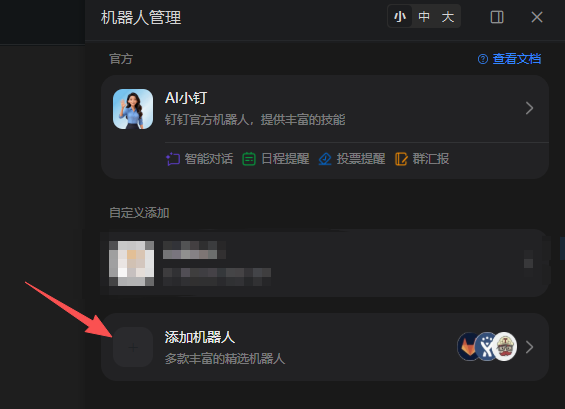 机器人管理
小 中 大
官方
查看文档
AI小钉
钉钉官方机器人，提供丰富的技能
智能对话 日程提醒 投票提醒 群汇报
自定义添加
添加机器人
多款丰富的精选机器人